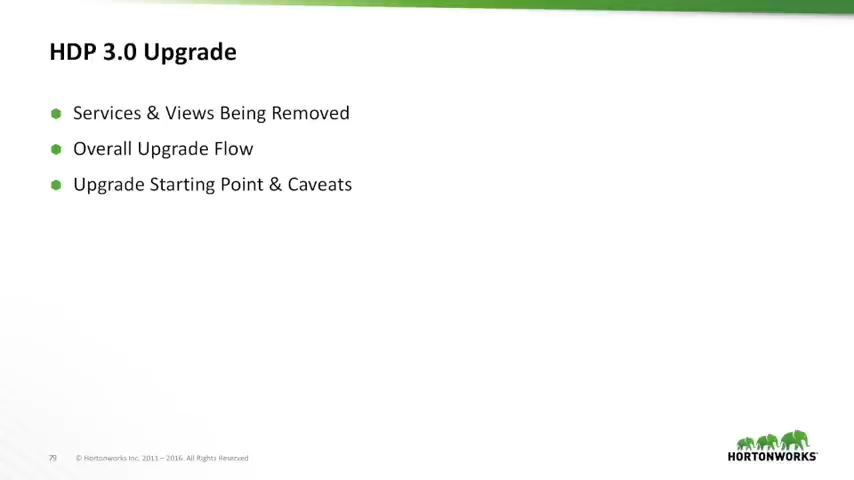 HDP 3.0 Upgrade
Services & Views Being Removed
Overall Upgrade Flow
Upgrade Starting Point & Caveats
79 © Hortonworks Inc. 2011 – 2016. All Rights Reserved
HORTONWORKS